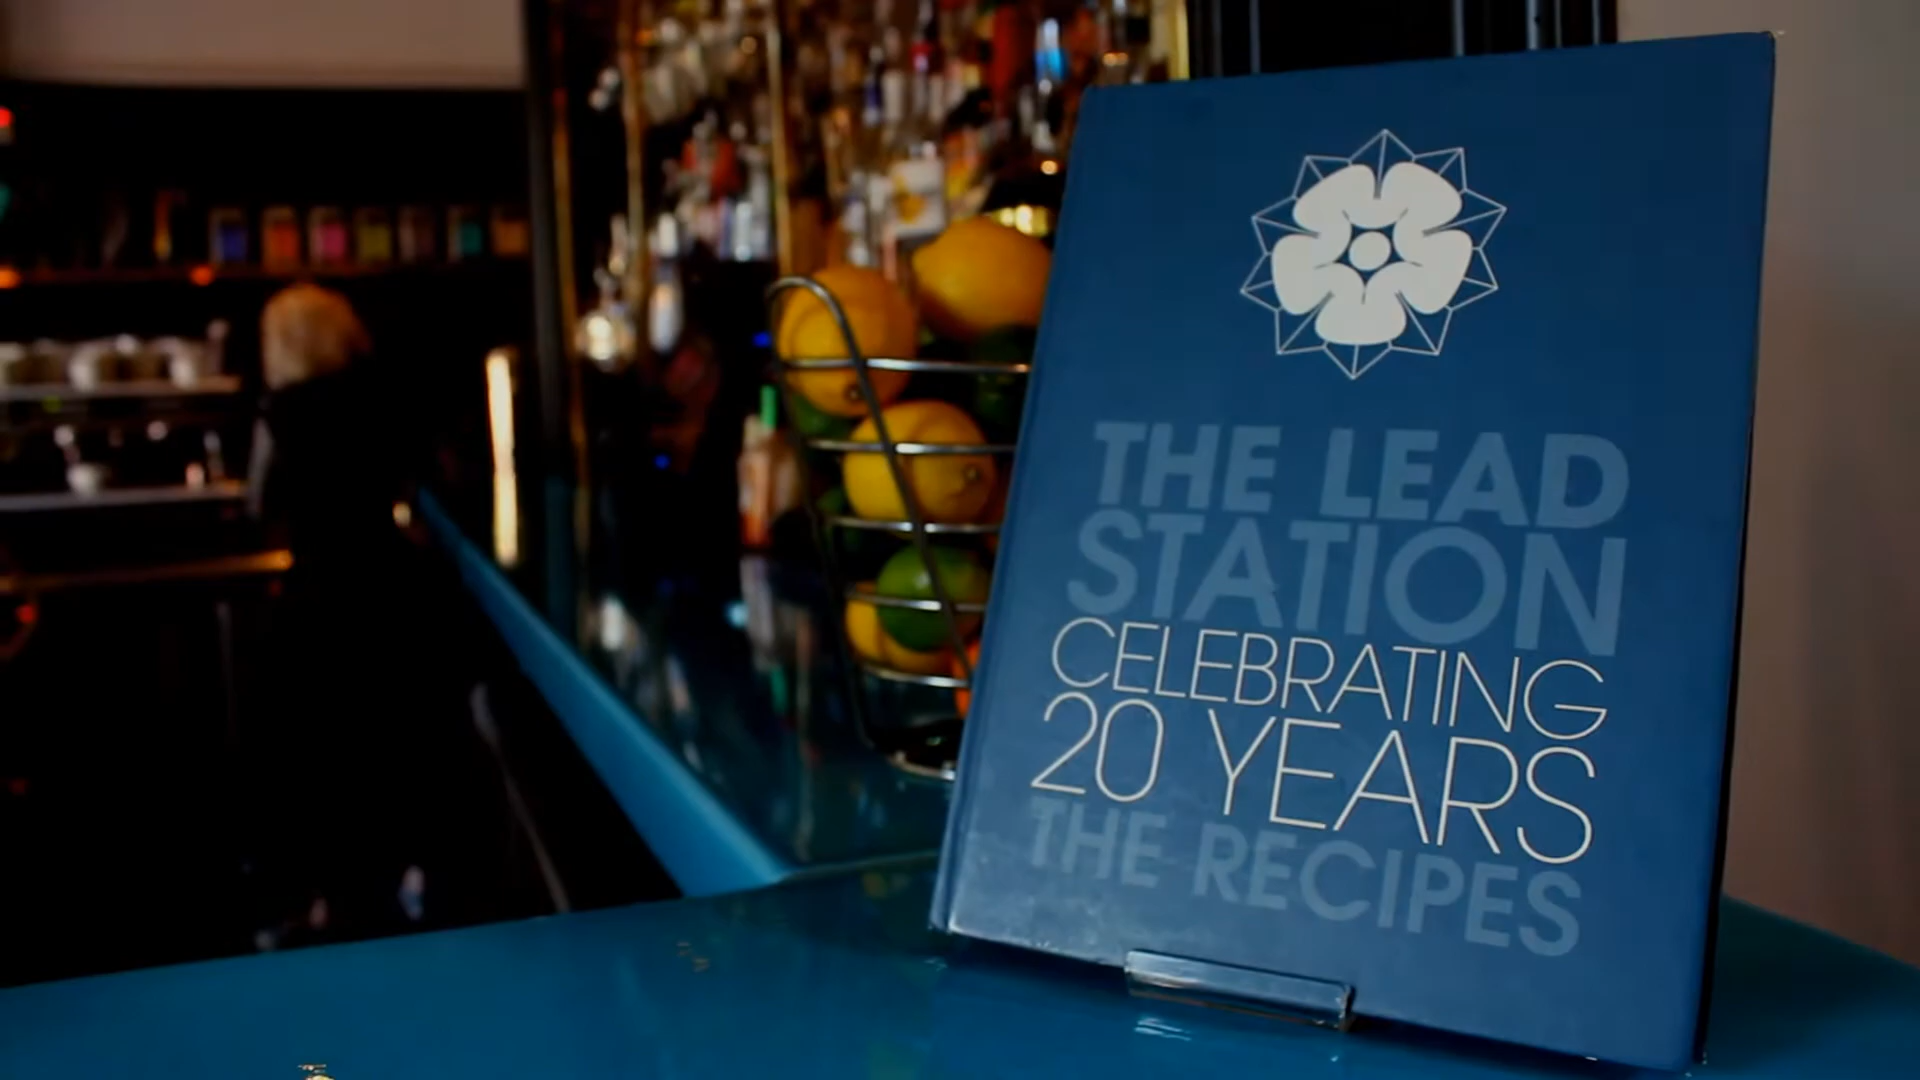 THE LEAD
STATION
CELEBRATING
20 YEARS
THE RECIPES